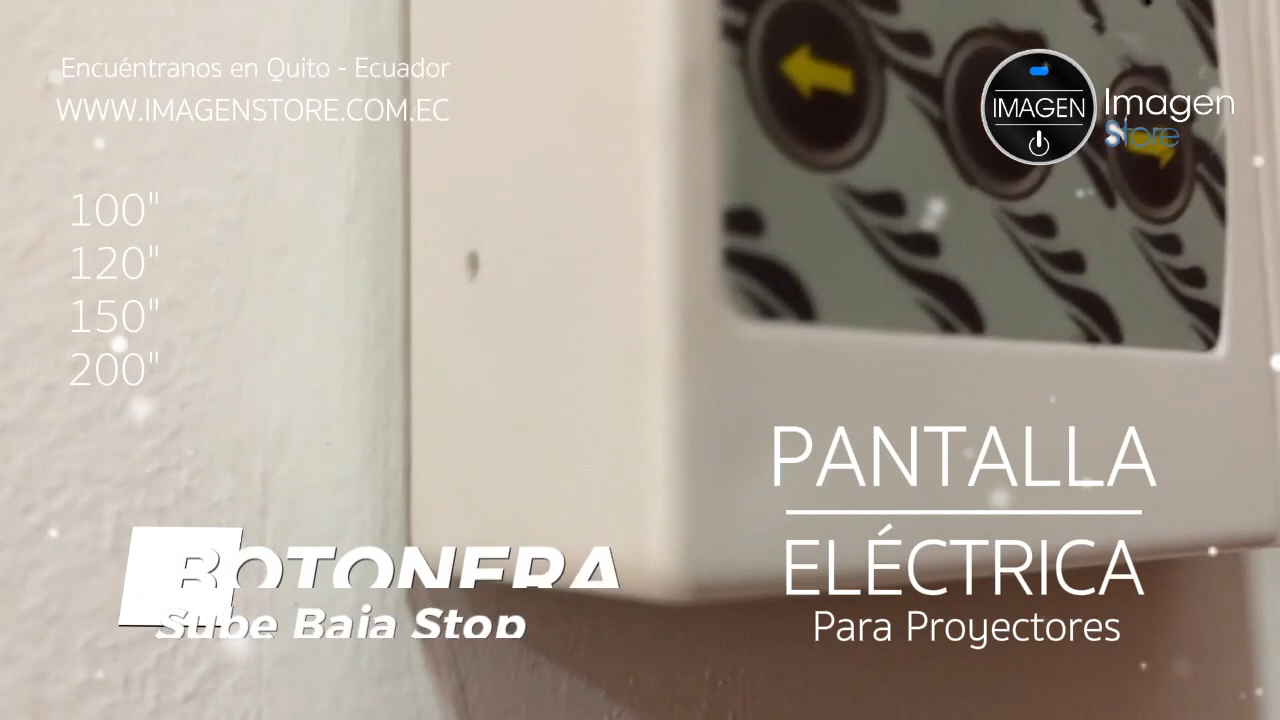 Encuéntranos en Quito - Ecuador
WWW.IMAGENSTORE.COM.EC
IMAGEN
Imagen
Store
100"
120"
150"
200"
PANTALLA
ELÉCTRICA
Para Proyectores
BOTONERA
Sube Baja Stop